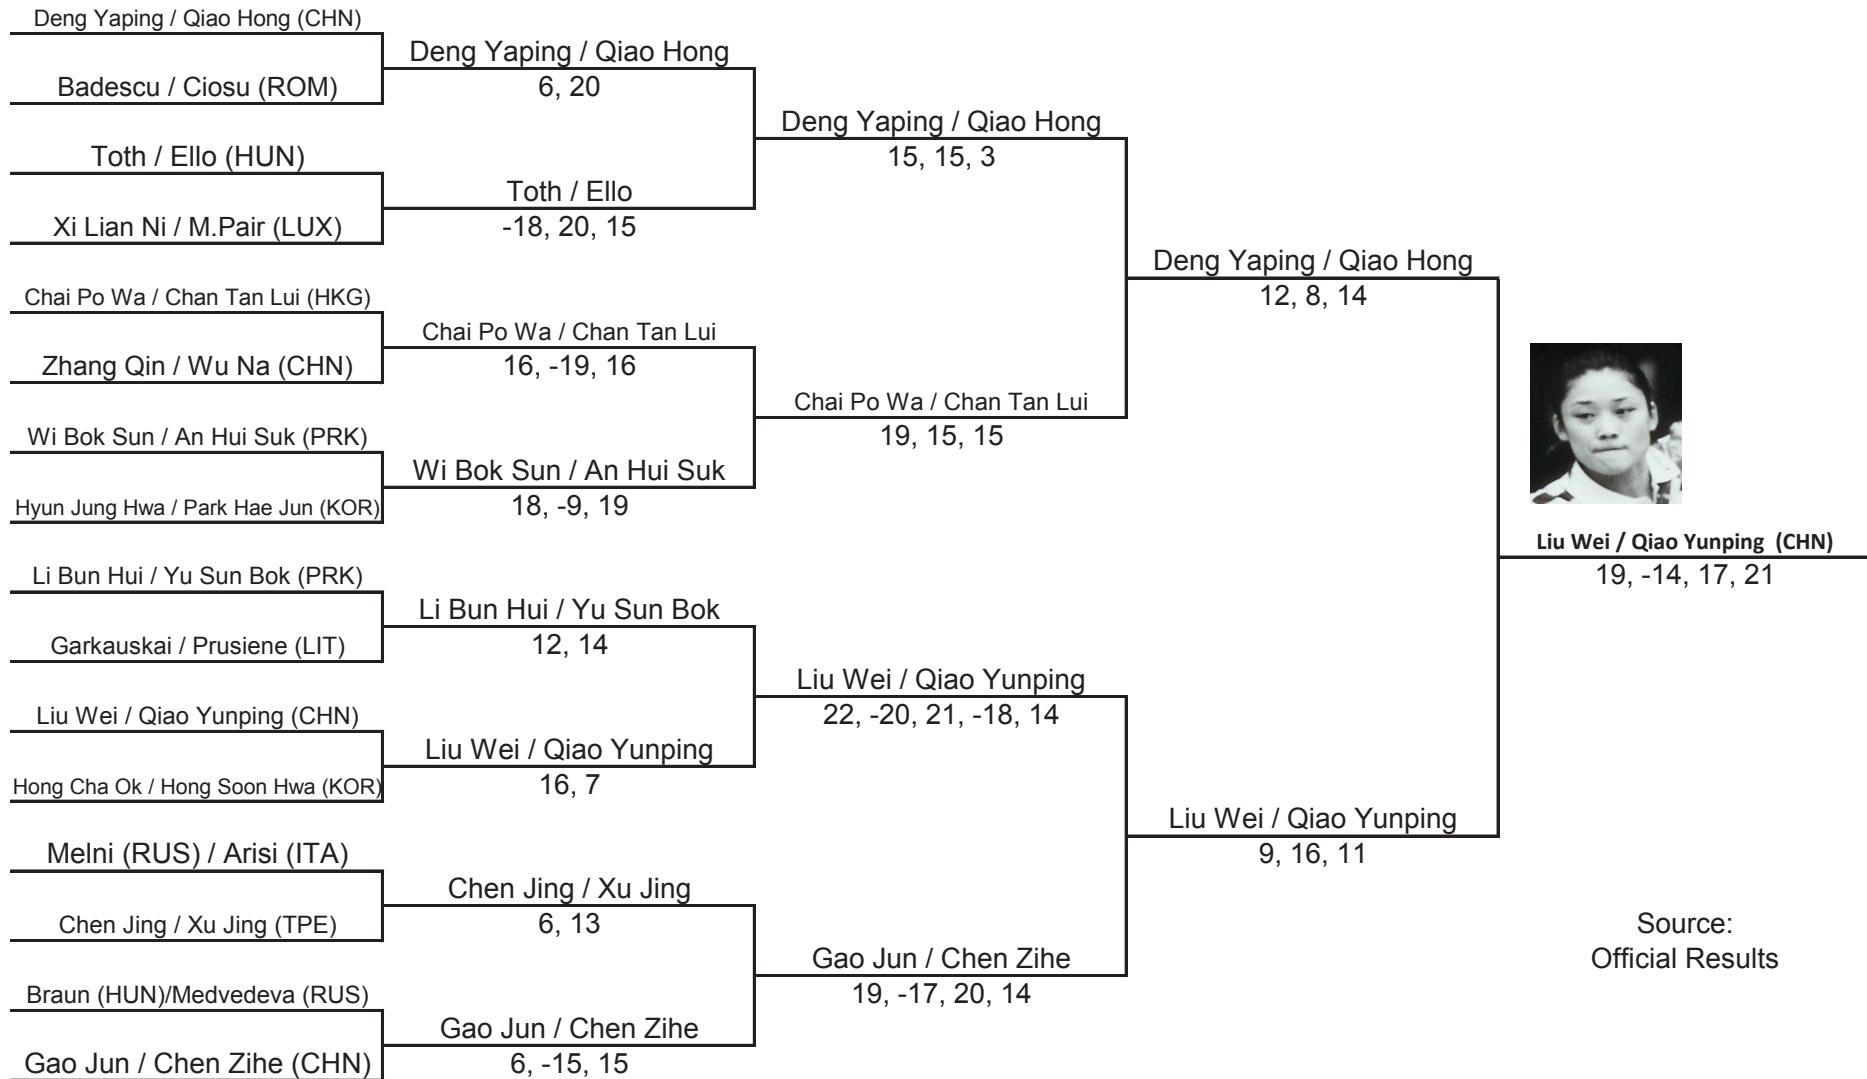 Deng Yaping / Qiao Hong (CHN)
Badescu / Ciosu (ROM)
Toth / Ello (HUN)
Xi Lian Ni / M.Pair (LUX)
Chai Po Wa / Chan Tan Lui (HKG)
Zhang Qin / Wu Na (CHN)
Wi Bok Sun / An Hui Suk (PRK)
Hyun Jung Hwa / Park Hae Jun (KOR)
Li Bun Hui / Yu Sun Bok (PRK)
Garkauskai / Prusiene (LIT)
Liu Wei / Qiao Yunping (CHN)
Hong Cha Ok / Hong Soon Hwa (KOR)
Melni (RUS) / Arisi (ITA)
Chen Jing / Xu Jing (TPE)
Braun (HUN)/Medvedeva (RUS)
Gao Jun / Chen Zihe (CHN)
Deng Yaping / Qiao Hong
6, 20
Toth / Ello
-18, 20, 15
Chai Po Wa / Chan Tan Lui
16, -19, 16
Wi Bok Sun / An Hui Suk
18, -9, 19
Li Bun Hui / Yu Sun Bok
12, 14
Liu Wei / Qiao Yunping
16, 7
Chen Jing / Xu Jing
6, 13
Gao Jun / Chen Zihe
6, -15, 15
Deng Yaping / Qiao Hong
15, 15, 3
Chai Po Wa / Chan Tan Lui
19, 15, 15
Liu Wei / Qiao Yunping
22, -20, 21, -18, 14
Gao Jun / Chen Zihe
19, -17, 20, 14
Deng Yaping / Qiao Hong
12, 8, 14
Liu Wei / Qiao Yunping
9, 16, 11
Liu Wei / Qiao Yunping (CHN)
19, -14, 17, 21
Source:
Official Results